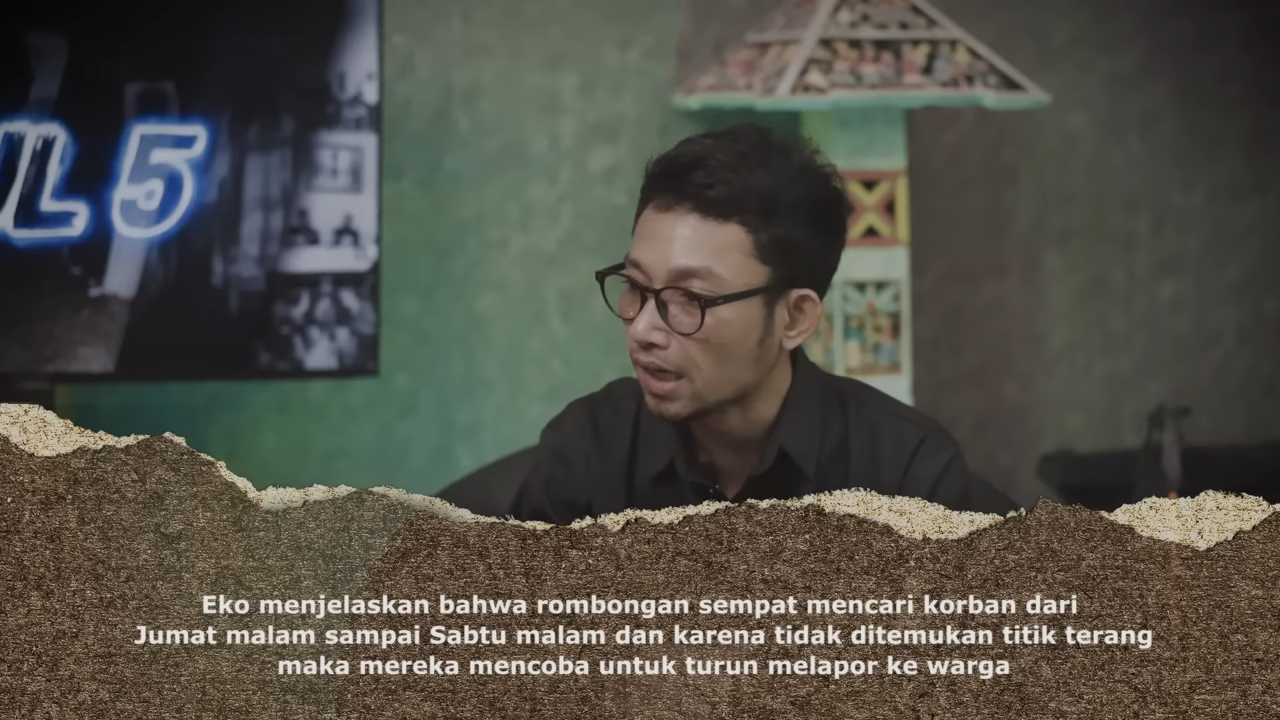 L 5
Eko menjelaskan bahwa rombongan sempat mencari korban dari
Jumat malam sampai Sabtu malam dan karena tidak ditemukan titik terang
maka mereka mencoba untuk turun melapor ke warga